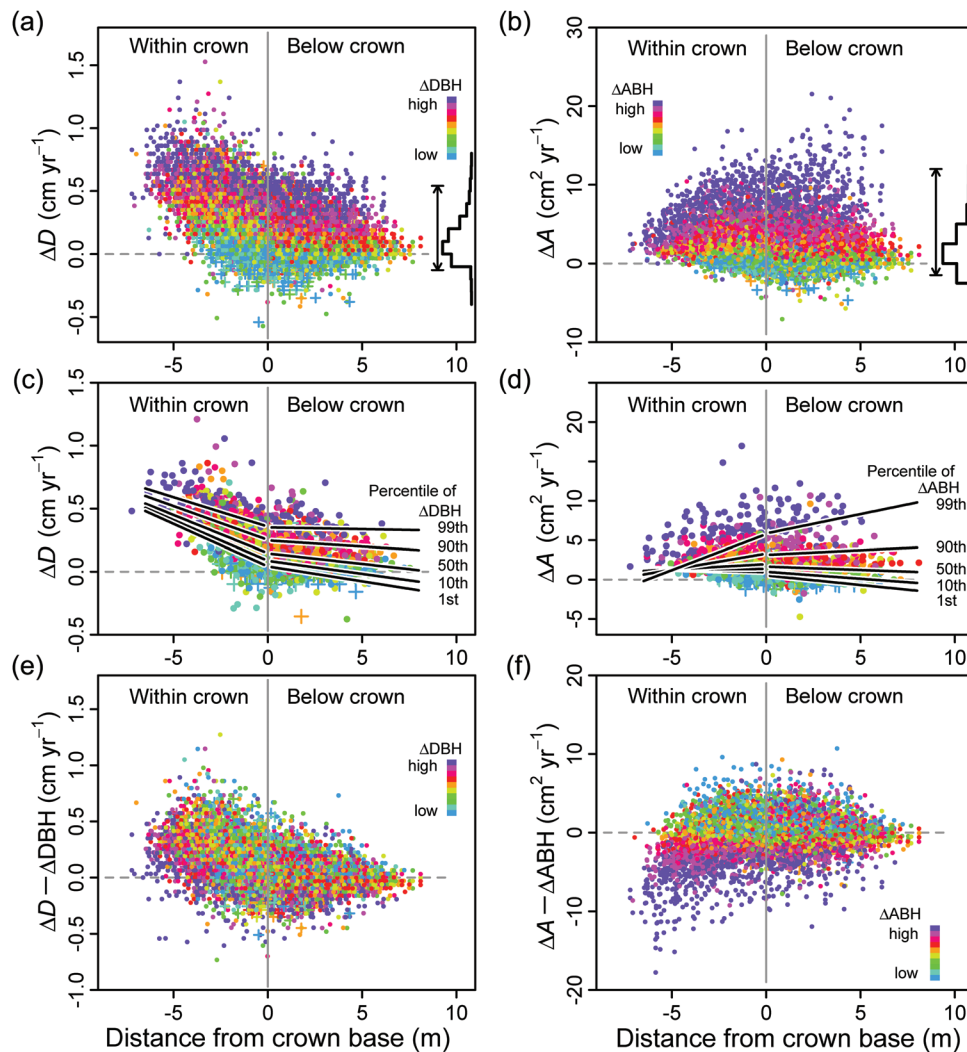 (a)
Within crown Below crown
ΔDBH
high
low
ΔD (cm yr⁻¹)
-0.5 0.0 0.5 1.0 1.5
-5 0 5 10
(b)
Within crown Below crown
ΔABH
high
low
ΔA (cm² yr⁻¹)
-10 0 10 20 30
-5 0 5 10
(c)
Within crown Below crown
Percentile of
ΔDBH
99th
90th
50th
10th
1st
ΔD (cm yr⁻¹)
-0.5 0.0 0.5 1.0 1.5
-5 0 5 10
(d)
Within crown Below crown
Percentile of
ΔABH
99th
90th
50th
10th
1st
ΔA (cm² yr⁻¹)
-5 0 5 10 15 20 25
-5 0 5 10
(e)
Within crown Below crown
ΔDBH
high
low
ΔD − ΔDBH (cm yr⁻¹)
-1.0 -0.5 0.0 0.5 1.0 1.5
-5 0 5 10
Distance from crown base (m)
(f)
Within crown Below crown
ΔABH
high
low
ΔA − ΔABH (cm² yr⁻¹)
-20 -10 0 10 20
-5 0 5 10
Distance from crown base (m)